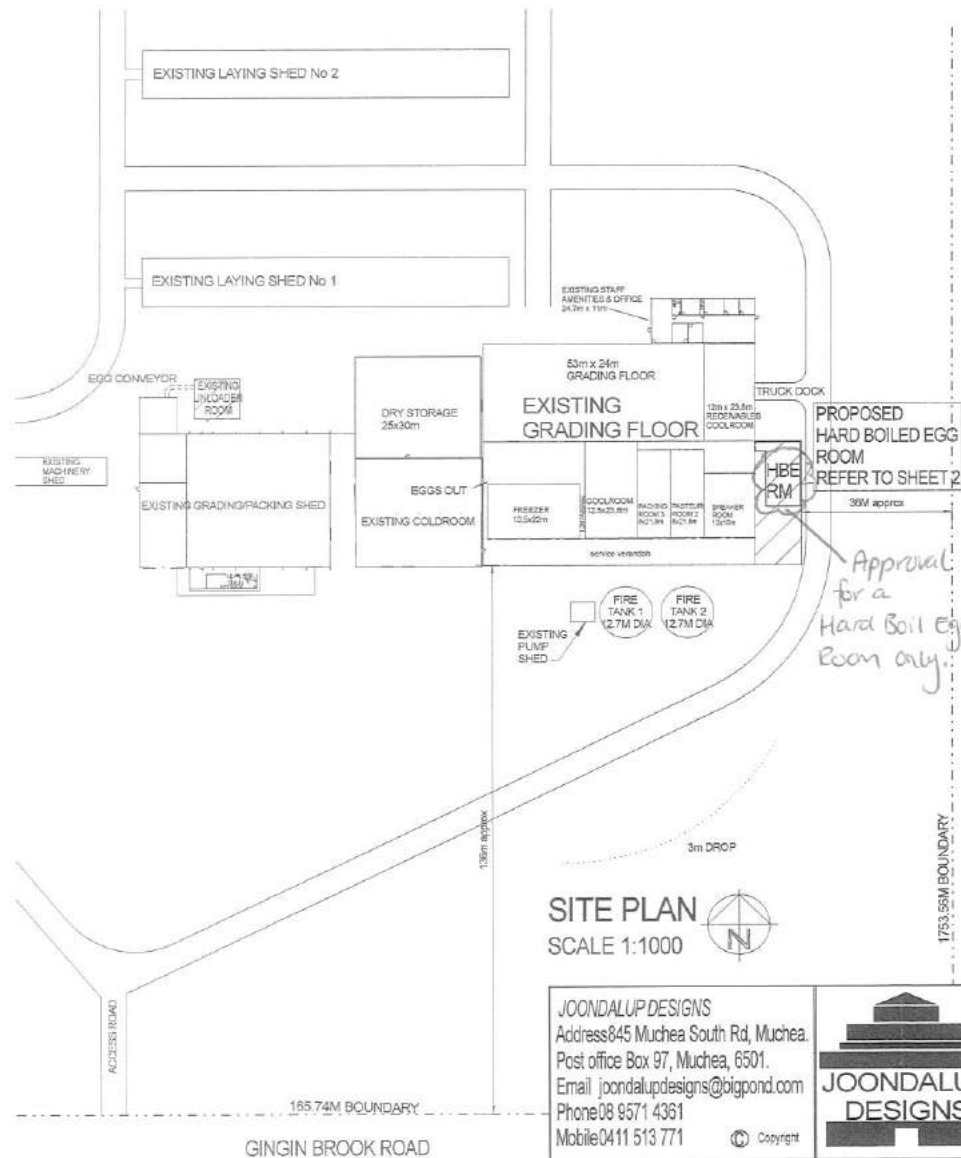 EXISTING LAYING SHED No 2
EXISTING LAYING SHED No 1
EXISTING STAFF
AMENITIES & OFFICE
24.7m x 11m
EGG CONVEYOR
EXISTING
UNLOADER
ROOM
DRY STORAGE
25x30m
53m x 24m
GRADING FLOOR
EXISTING
GRADING FLOOR
12m x 23.8m
COOLROOM
TRUCK DOCK
PROPOSED
HARD BOILED EGG
ROOM
REFER TO SHEET 2
HBE
RM
36M approx
EXISTING
MACHINERY
SHED
EXISTING GRADING/PACKING SHED
EXISTING COLDROOM
EGGS OUT
FREEZER
13.5x22m
COOLROOM
12.5x23.8m
PACKING
ROOM 3
8x21.8m
PASTEUR
ROOM 2
8x21.8m
BREAKER
ROOM
service verandah
Approval
for a
Hard Boil Eg
Room only.
EXISTING
PUMP
SHED
FIRE
TANK 1
12.7M DIA
FIRE
TANK 2
12.7M DIA
136m approx
3m DROP
1753.56M BOUNDARY
SITE PLAN
SCALE 1:1000
N
ACCESS ROAD
165.74M BOUNDARY
GINGIN BROOK ROAD
JOONDALUP DESIGNS
Address845 Muchea South Rd, Muchea.
Post office Box 97, Muchea, 6501.
Email joondalupdesigns@bigpond.com
Phone08 9571 4361
Mobile0411 513 771 © Copyright
JOONDALU
DESIGNS